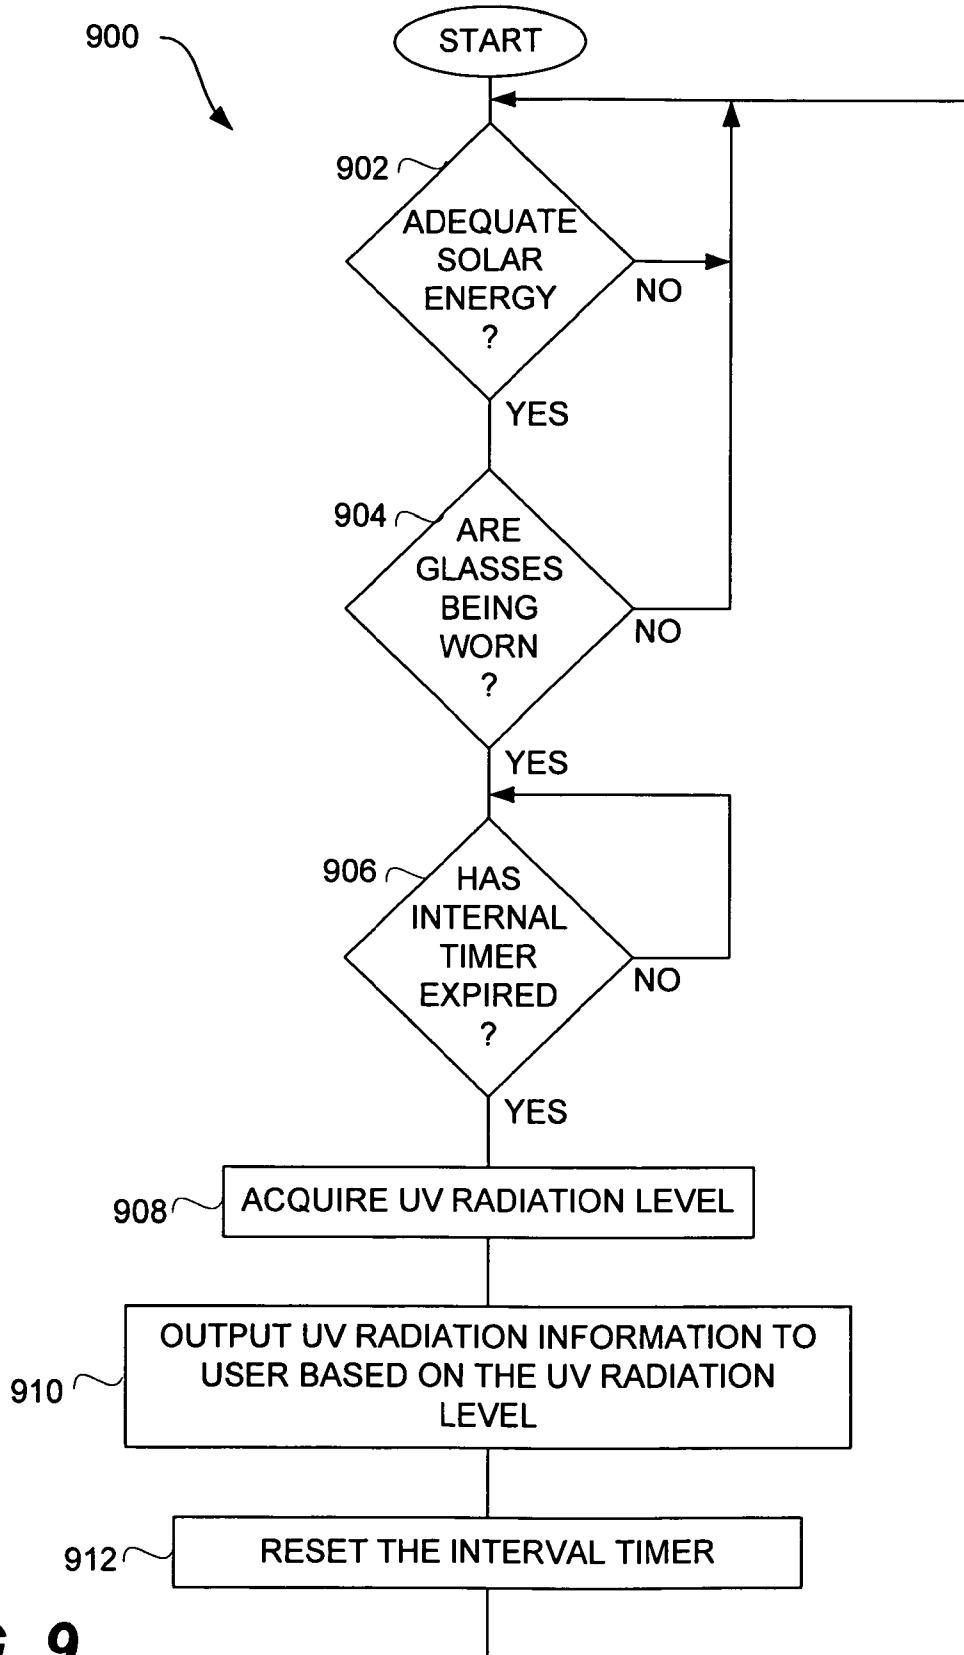 900
START
902
ADEQUATE
SOLAR
ENERGY
?
NO
YES
904
ARE
GLASSES
BEING
WORN
?
NO
YES
906
HAS
INTERNAL
TIMER
EXPIRED
?
NO
YES
908
ACQUIRE UV RADIATION LEVEL
910
OUTPUT UV RADIATION INFORMATION TO
USER BASED ON THE UV RADIATION
LEVEL
912
RESET THE INTERVAL TIMER
9